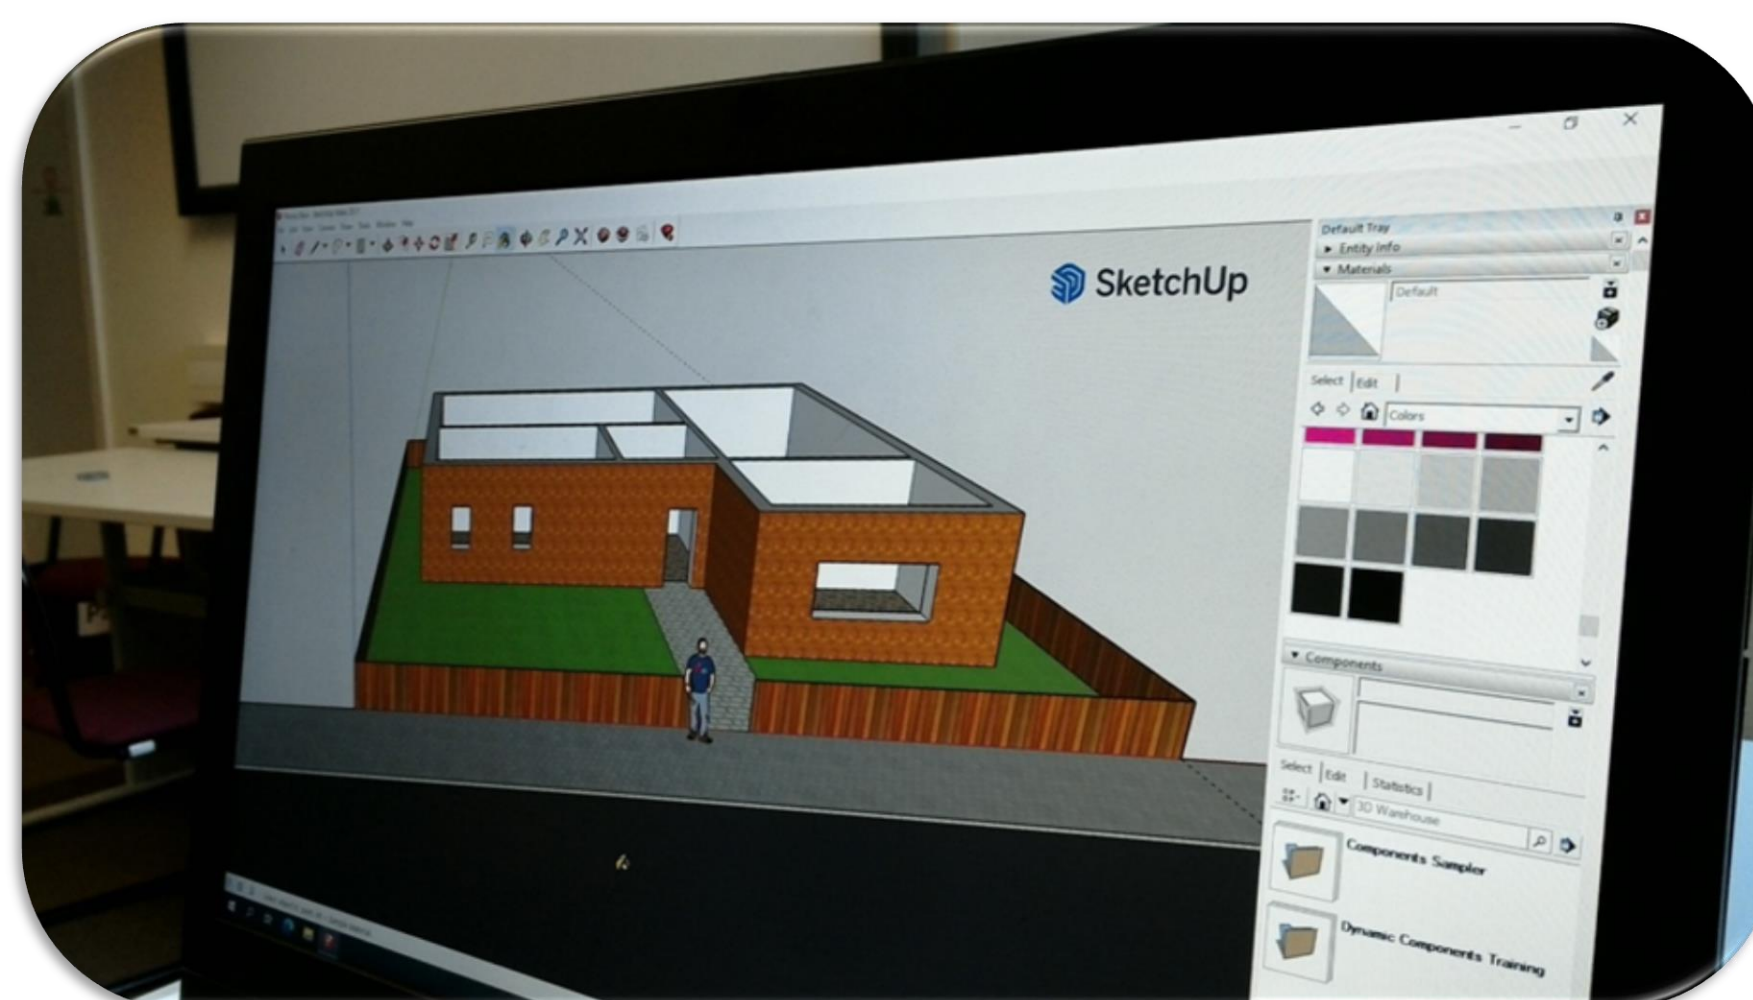 SketchUp
Default Tray
Entity Info
Materials
Default
Select
Edit
Colors
Components
Select
Edit
Statistics
3D Warehouse
Components Sampler
Dynamic Components Training